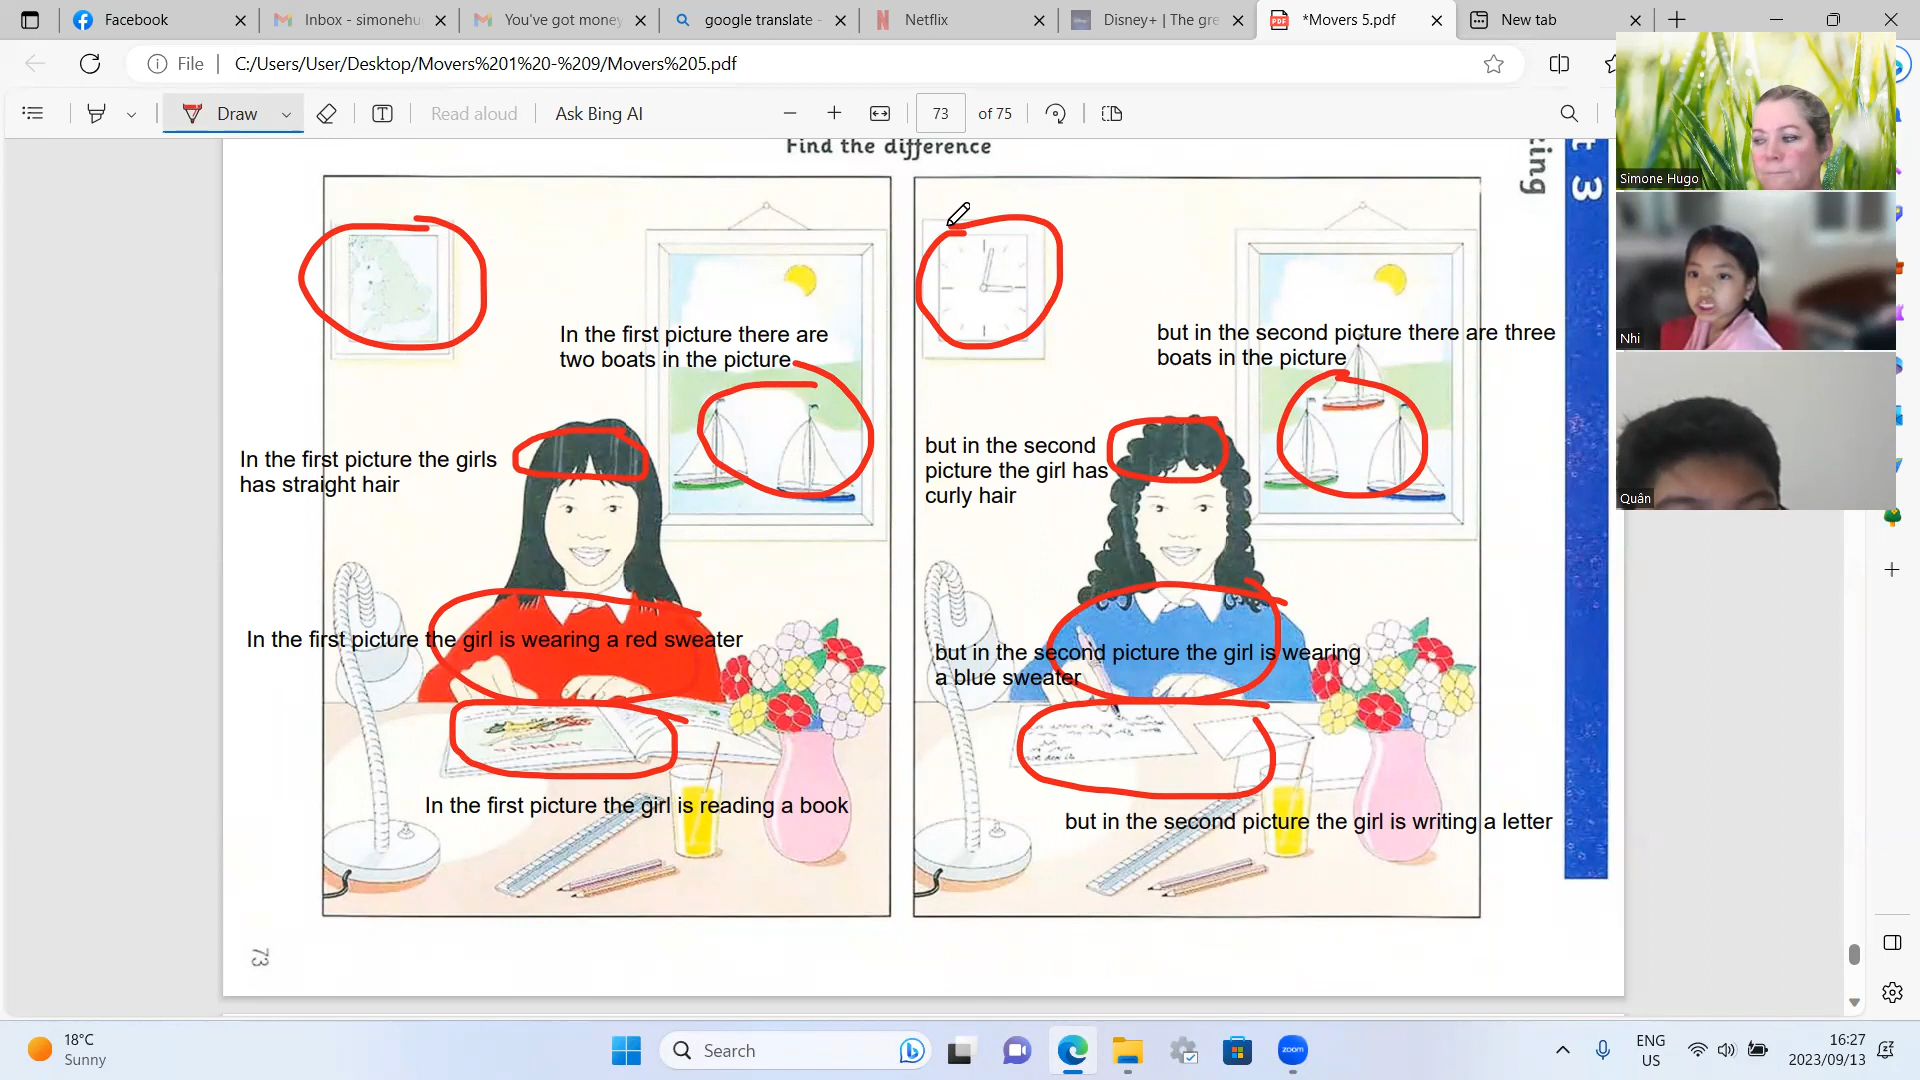 Facebook
Inbox - simonehu
You've got money
google translate -
Netflix
Disney+ | The gre
*Movers 5.pdf
New tab
File
C:/Users/User/Desktop/Movers%201%20-%209/Movers%205.pdf
Draw
Read aloud
Ask Bing AI
73
of 75
Find the difference
In the first picture there are
two boats in the picture
but in the second picture there are three
boats in the picture
In the first picture the girls
has straight hair
but in the second
picture the girl has
curly hair
In the first picture the girl is wearing a red sweater
but in the second picture the girl is wearing
a blue sweater
In the first picture the girl is reading a book
but in the second picture the girl is writing a letter
t 3
73
Simone Hugo
Nhi
Quân
18°C
Sunny
Search
zoom
ENG
US
16:27
2023/09/13